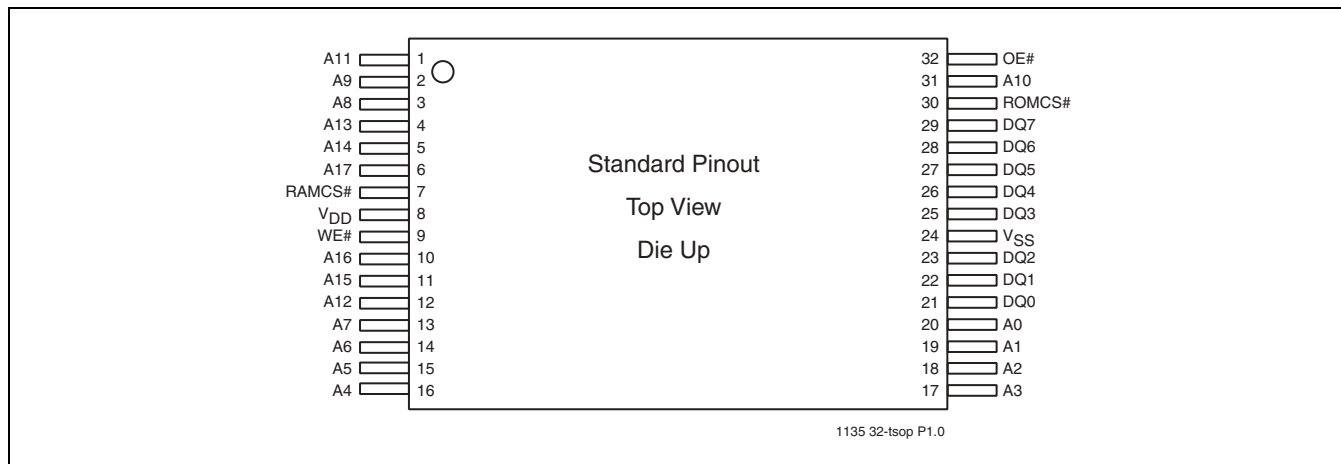 A11 1 32 OE#
A9 2 31 A10
A8 3 30 ROMCS#
A13 4 29 DQ7
A14 5 28 DQ6
A17 6 27 DQ5
RAMCS# 7 26 DQ4
VDD 8 25 DQ3
WE# 9 24 VSS
A16 10 23 DQ2
A15 11 22 DQ1
A12 12 21 DQ0
A7 13 20 A0
A6 14 19 A1
A5 15 18 A2
A4 16 17 A3
Standard Pinout
Top View
Die Up
1135 32-tsop P1.0